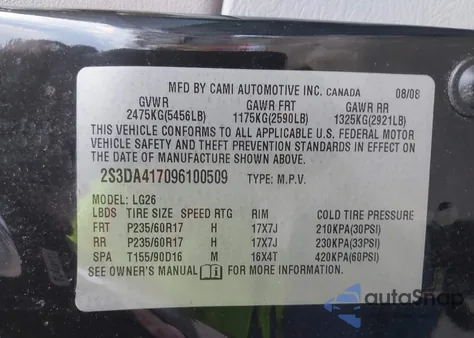 MFD BY CAMI AUTOMOTIVE INC. CANADA 08/08
GVWR GAWR FRT GAWR RR
2475KG(5456LB) 1175KG(2590LB) 1325KG(2921LB)
THIS VEHICLE CONFORMS TO ALL APPLICABLE U.S. FEDERAL MOTOR
VEHICLE SAFETY AND THEFT PREVENTION STANDARDS IN EFFECT
ON THE DATE OF MANUFACTURE SHOWN ABOVE.
2S3DA417096100509 TYPE: M.P.V.
MODEL: LG26
LBDS TIRE SIZE SPEED RTG RIM COLD TIRE PRESSURE
FRT P235/60R17 H 17X7J 210KPA(30PSI)
RR P235/60R17 H 17X7J 230KPA(33PSI)
SPA T155/90D16 M 16X4T 420KPA(60PSI)
SEE OWNER'S MANUAL i FOR MORE INFORMATION
AutoSnap